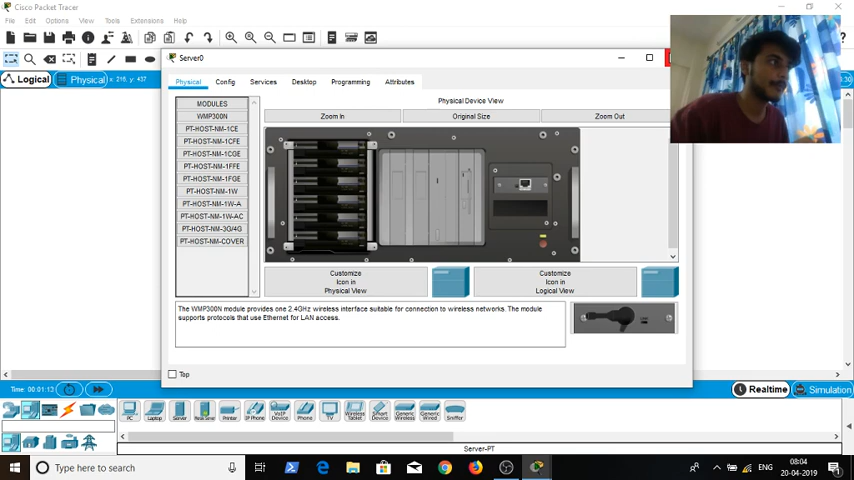 Cisco Packet Tracer
File Edit Options View Tools Extensions Help
Logical
Physical x: 216, y: 437
Server0
Physical Config Services Desktop Programming Attributes
MODULES
WMP300N
PT-HOST-NM-1CE
PT-HOST-NM-1CFE
PT-HOST-NM-1CGE
PT-HOST-NM-1FFE
PT-HOST-NM-1FGE
PT-HOST-NM-1W
PT-HOST-NM-1W-A
PT-HOST-NM-1W-AC
PT-HOST-NM-3G/4G
PT-HOST-NM-COVER
Physical Device View
Zoom In Original Size Zoom Out
Customize
Icon in
Physical View
Customize
Icon in
Logical View
The WMP300N module provides one 2.4GHz wireless interface suitable for connection to wireless networks. The module
supports protocols that use Ethernet for LAN access.
Top
Time: 00:01:13
Realtime
Simulation
PC
Laptop
Server
Printer
IP Phone
VoIP
Device
Phone
TV
Wireless
Tablet
Smart
Device
Generic
Wireless
Generic
Wired
Sniffer
Server-PT
Type here to search
ENG
08:04
20-04-2019